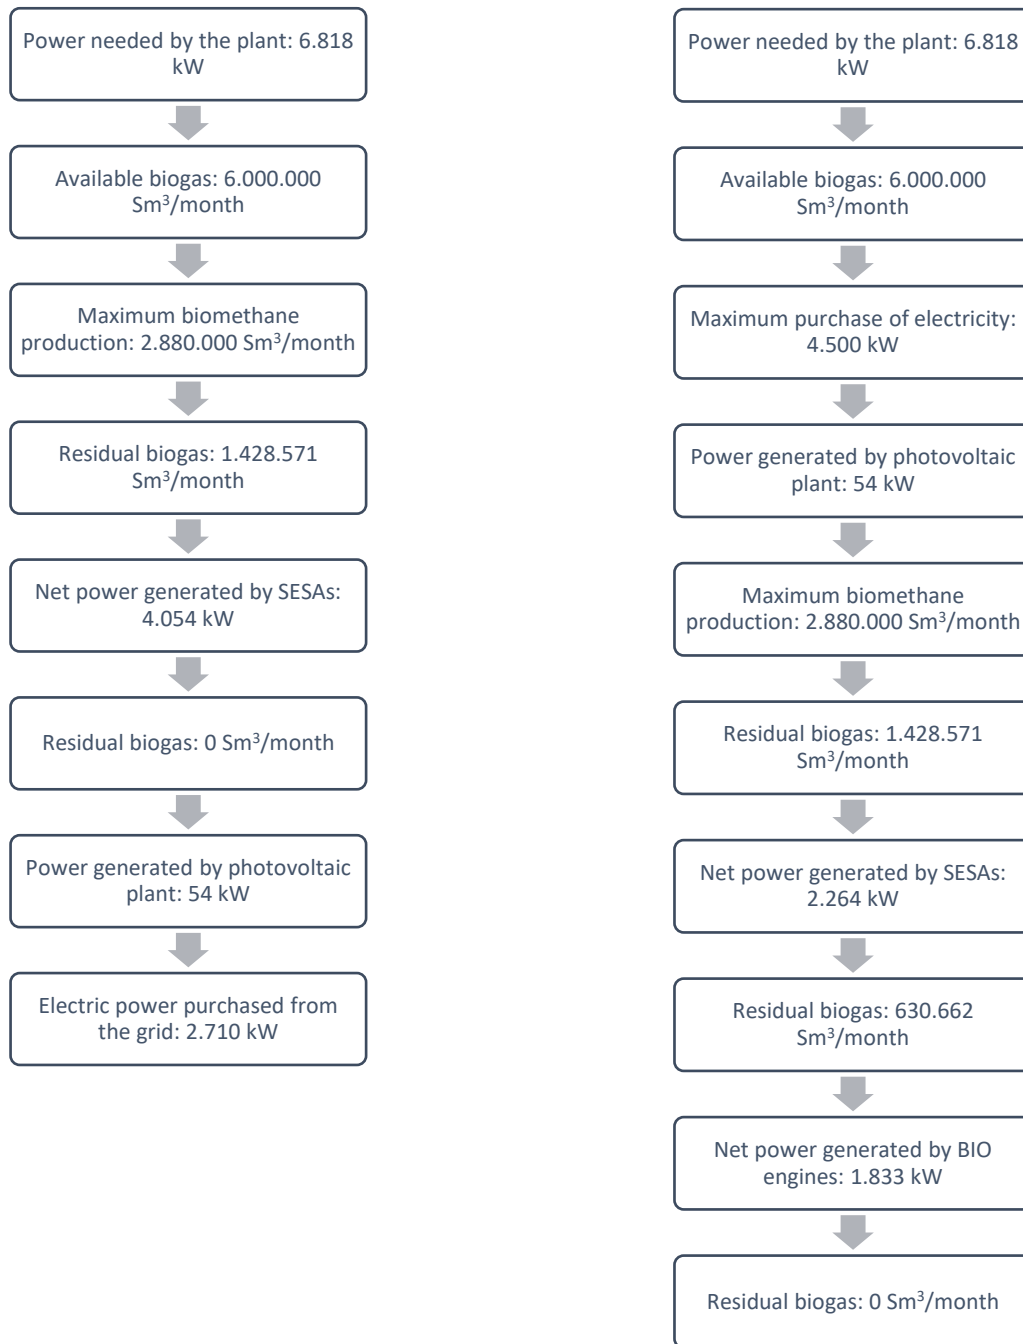 Power needed by the plant: 6.818
kW
Available biogas: 6.000.000
Sm³/month
Maximum biomethane
production: 2.880.000 Sm³/month
Residual biogas: 1.428.571
Sm³/month
Net power generated by SESAs:
4.054 kW
Residual biogas: 0 Sm³/month
Power generated by photovoltaic
plant: 54 kW
Electric power purchased from
the grid: 2.710 kW
Power needed by the plant: 6.818
kW
Available biogas: 6.000.000
Sm³/month
Maximum purchase of electricity:
4.500 kW
Power generated by photovoltaic
plant: 54 kW
Maximum biomethane
production: 2.880.000 Sm³/month
Residual biogas: 1.428.571
Sm³/month
Net power generated by SESAs:
2.264 kW
Residual biogas: 630.662
Sm³/month
Net power generated by BIO
engines: 1.833 kW
Residual biogas: 0 Sm³/month